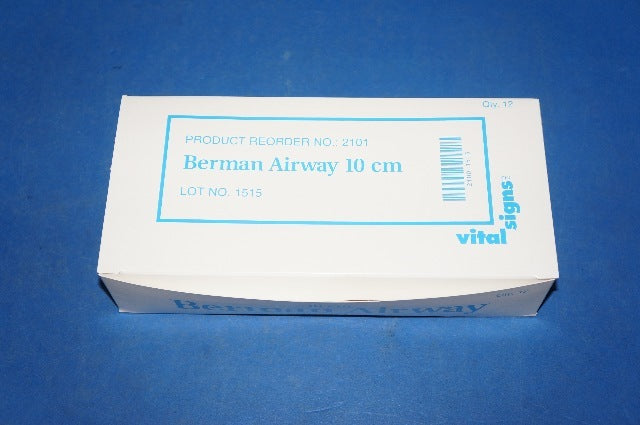 Qty. 12
PRODUCT REORDER NO.: 2101
Berman Airway 10 cm
LOT NO. 1515
vital signs
Berman Airway